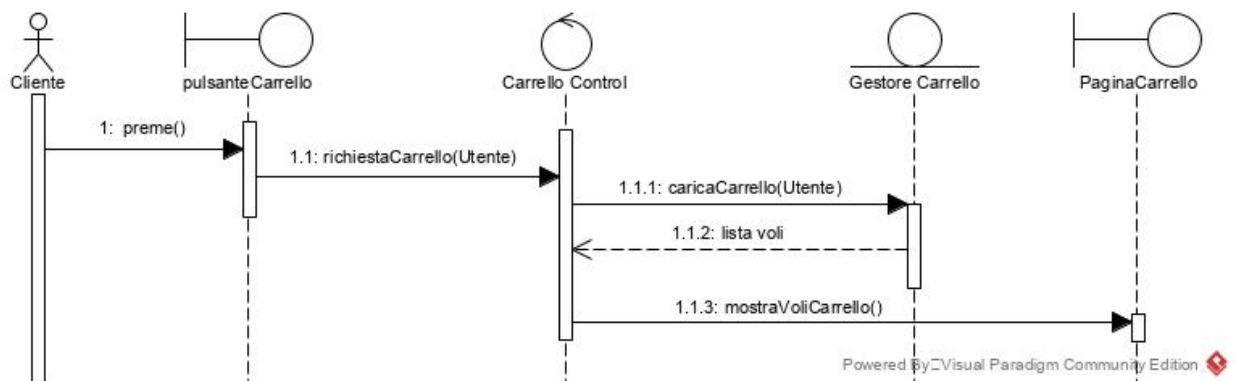 Cliente
pulsanteCarrello
Carrello Control
Gestore Carrello
PaginaCarrello
1: preme()
1.1: richiestaCarrello(Utente)
1.1.1: caricaCarrello(Utente)
1.1.2: lista voli
1.1.3: mostraVoliCarrello()
Powered By Visual Paradigm Community Edition